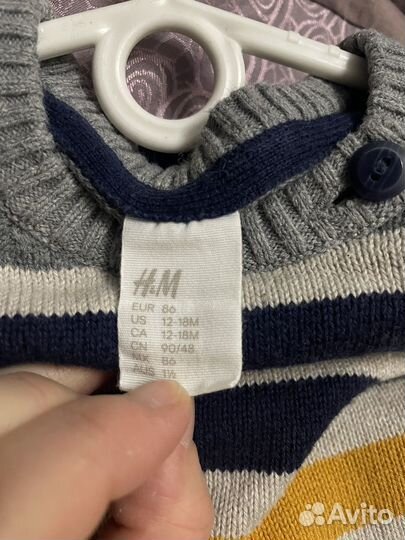 H&M
EUR 86
US 12-18M
CA 12-18M
CN 90/48
MX 86
AUS 1½
Avito